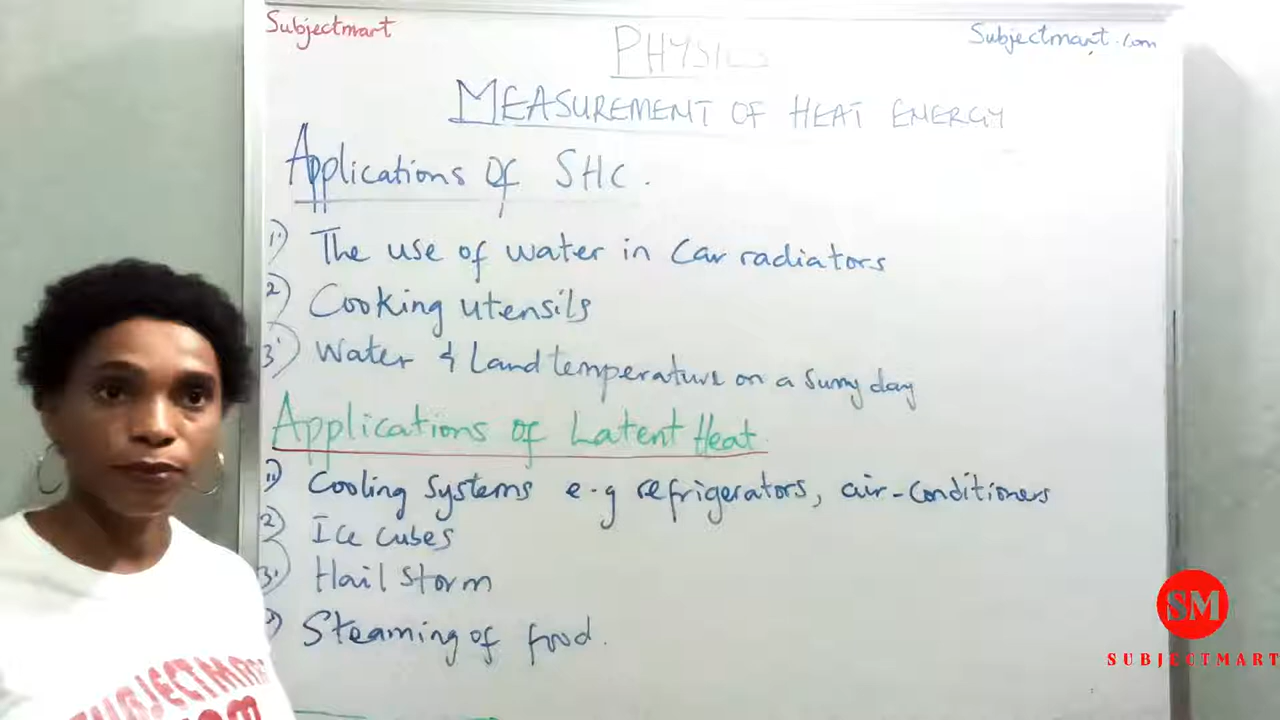 Subjectmart
PHYSICS
Subjectmart.com
MEASUREMENT OF HEAT ENERGY
Applications Of SHC.
1) The use of water in Car radiators
2) Cooking utensils
3) Water & Land temperature on a Sunny day
Applications of Latent Heat
1) Cooling Systems e.g refrigerators, air-conditioners
2) Ice cubes
3) Hail storm
Steaming of food.
SM
SUBJECTMART
SUBJECTMART